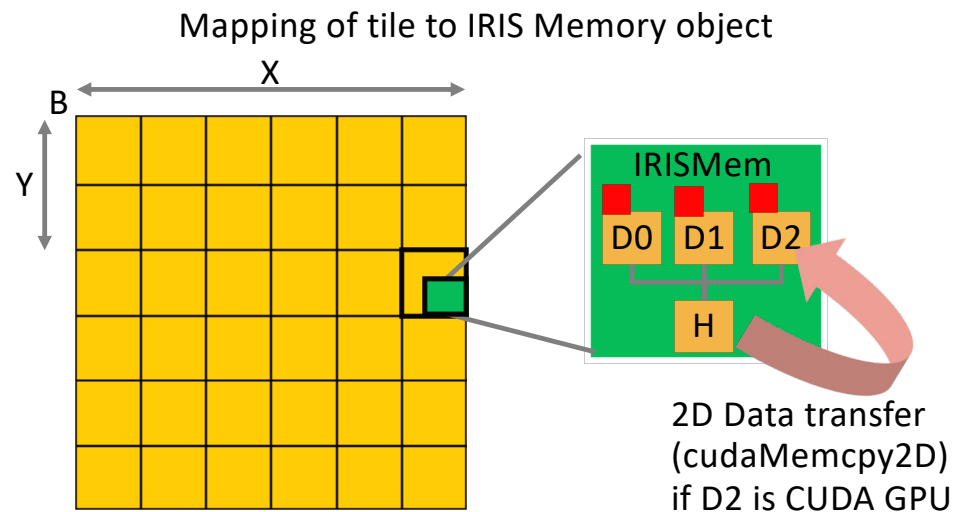 Mapping of tile to IRIS Memory object
X
B
Y
IRISMem
D0 D1 D2
H
2D Data transfer
(cudaMemcpy2D)
if D2 is CUDA GPU